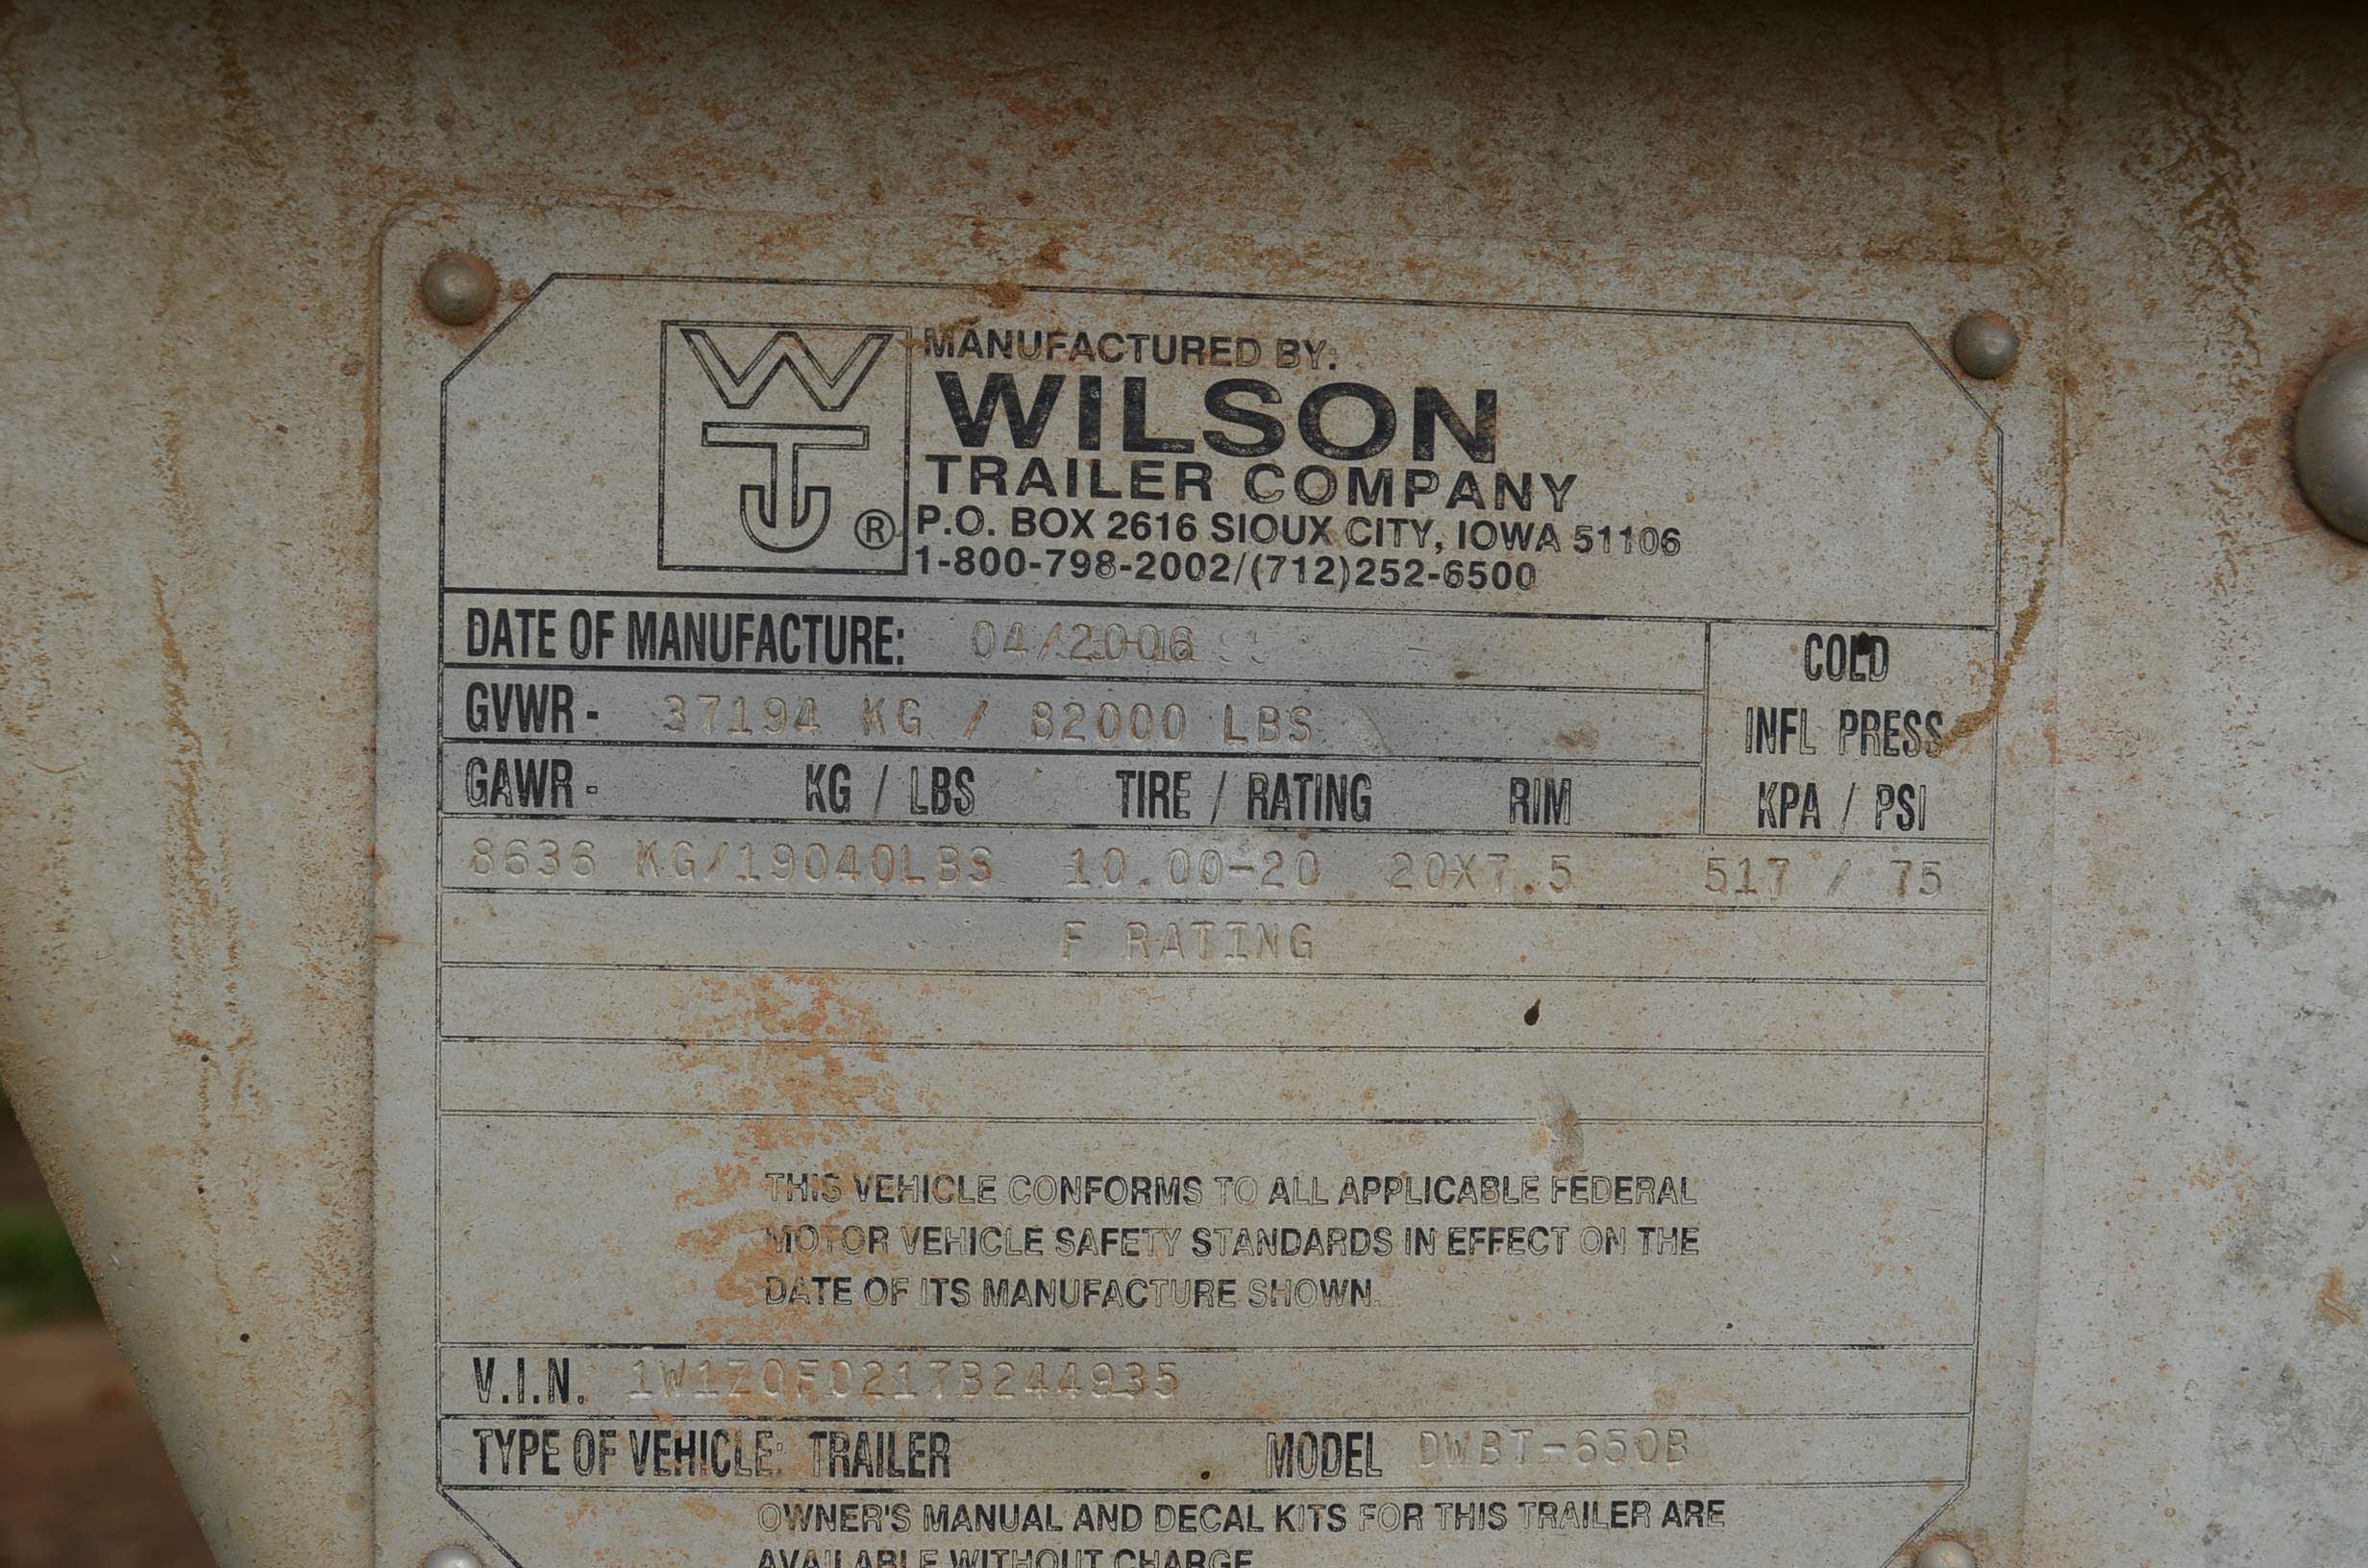 WT
®
MANUFACTURED BY:
WILSON
TRAILER COMPANY
P.O. BOX 2616 SIOUX CITY, IOWA 51106
1-800-798-2002/(712)252-6500
DATE OF MANUFACTURE: 04/2006
COLD
INFL PRESS
KPA / PSI
GVWR - 37194 KG / 82000 LBS
GAWR - KG / LBS TIRE / RATING RIM
8636 KG/19040LBS 10.00-20 20X7.5 517 / 75
F RATING
THIS VEHICLE CONFORMS TO ALL APPLICABLE FEDERAL
MOTOR VEHICLE SAFETY STANDARDS IN EFFECT ON THE
DATE OF ITS MANUFACTURE SHOWN.
V.I.N. 1W1Z0FD217B244935
TYPE OF VEHICLE: TRAILER MODEL DWBT-650B
OWNER'S MANUAL AND DECAL KITS FOR THIS TRAILER ARE
AVAILABLE WITHOUT CHARGE